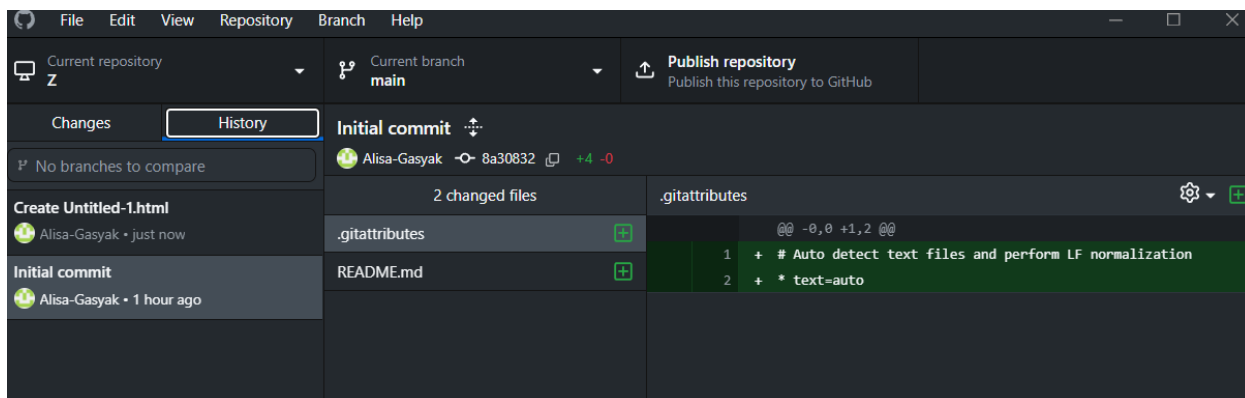 File Edit View Repository Branch Help
Current repository
Z
Current branch
main
Publish repository
Publish this repository to GitHub
Changes History
No branches to compare
Create Untitled-1.html
Alisa-Gasyak • just now
Initial commit
Alisa-Gasyak • 1 hour ago
Initial commit
Alisa-Gasyak 8a30832 +4 -0
2 changed files
.gitattributes
README.md
.gitattributes
@@ -0,0 +1,2 @@
1 + # Auto detect text files and perform LF normalization
2 + * text=auto